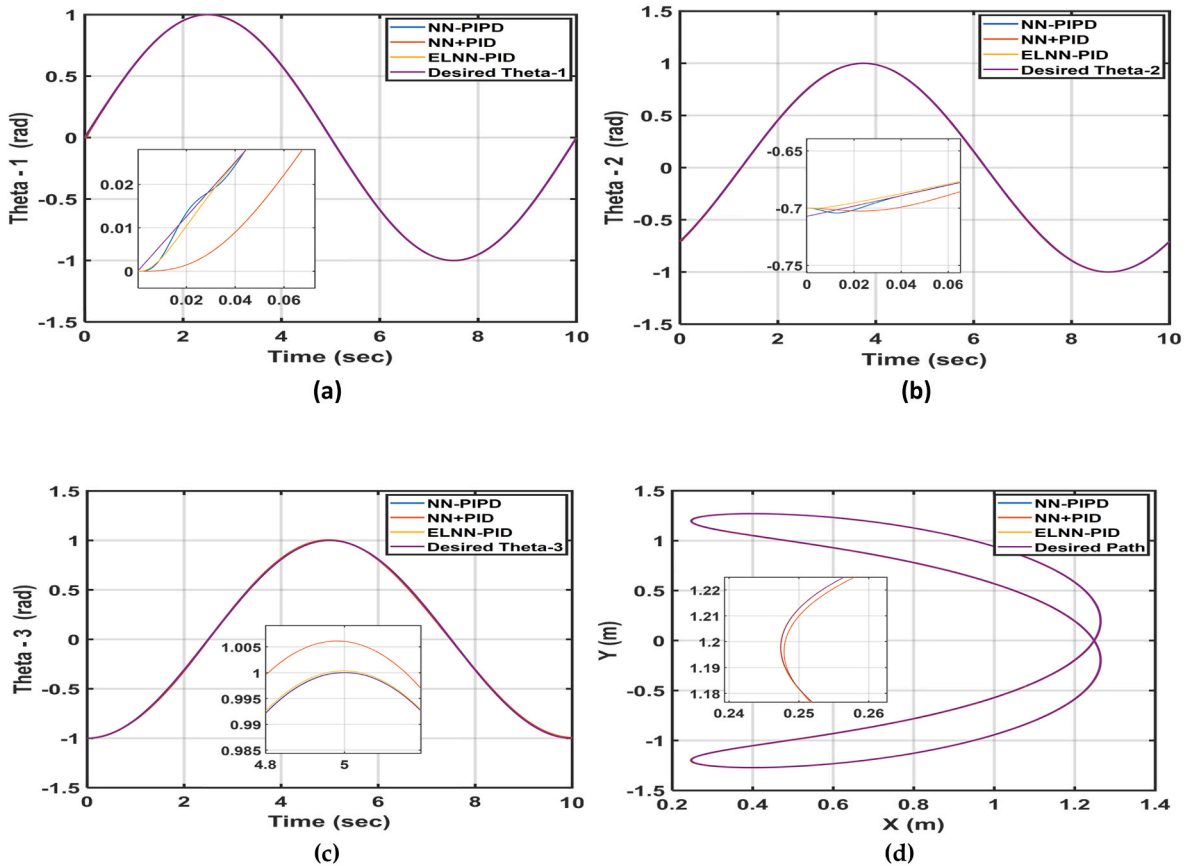 1
0.5
0
-0.5
-1
-1.5
Theta - 1 (rad)
NN-PIPD
NN+PID
ELNN-PID
Desired Theta-1
0.02
0.01
0
0.02 0.04 0.06
0 2 4 6 8 10
Time (sec)
(a)
1.5
1
0.5
0
-0.5
-1
-1.5
Theta - 2 (rad)
NN-PIPD
NN+PID
ELNN-PID
Desired Theta-2
-0.65
-0.7
-0.75
0 0.02 0.04 0.06
0 2 4 6 8 10
Time (sec)
(b)
1.5
1
0.5
0
-0.5
-1
-1.5
Theta - 3 (rad)
NN-PIPD
NN+PID
ELNN-PID
Desired Theta-3
1.005
1
0.995
0.99
0.985
4.8 5
0 2 4 6 8 10
Time (sec)
(c)
1.5
1
0.5
0
-0.5
-1
-1.5
Y (m)
NN-PIPD
NN+PID
ELNN-PID
Desired Path
1.22
1.21
1.20
1.19
1.18
0.24 0.25 0.26
0.2 0.4 0.6 0.8 1 1.2 1.4
X (m)
(d)